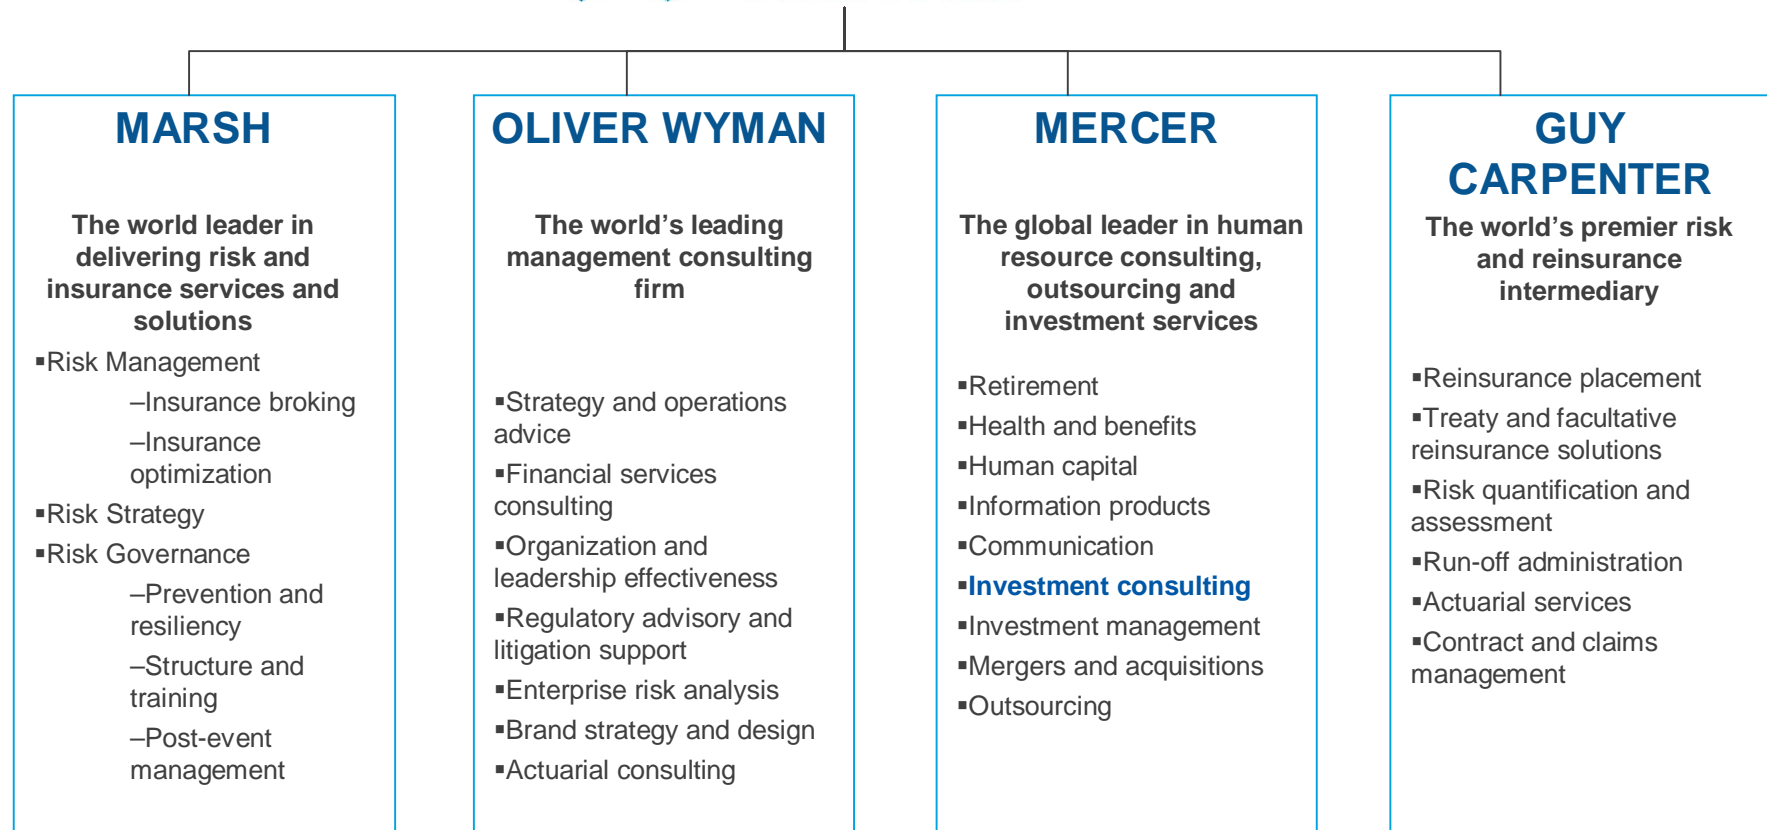 MARSH
The world leader in
delivering risk and
insurance services and
solutions
▪Risk Management
–Insurance broking
–Insurance
optimization
▪Risk Strategy
▪Risk Governance
–Prevention and
resiliency
–Structure and
training
–Post-event
management
OLIVER WYMAN
The world’s leading
management consulting
firm
▪Strategy and operations
advice
▪Financial services
consulting
▪Organization and
leadership effectiveness
▪Regulatory advisory and
litigation support
▪Enterprise risk analysis
▪Brand strategy and design
▪Actuarial consulting
MERCER
The global leader in human
resource consulting,
outsourcing and
investment services
▪Retirement
▪Health and benefits
▪Human capital
▪Information products
▪Communication
▪Investment consulting
▪Investment management
▪Mergers and acquisitions
▪Outsourcing
GUY
CARPENTER
The world’s premier risk
and reinsurance
intermediary
▪Reinsurance placement
▪Treaty and facultative
reinsurance solutions
▪Risk quantification and
assessment
▪Run-off administration
▪Actuarial services
▪Contract and claims
management